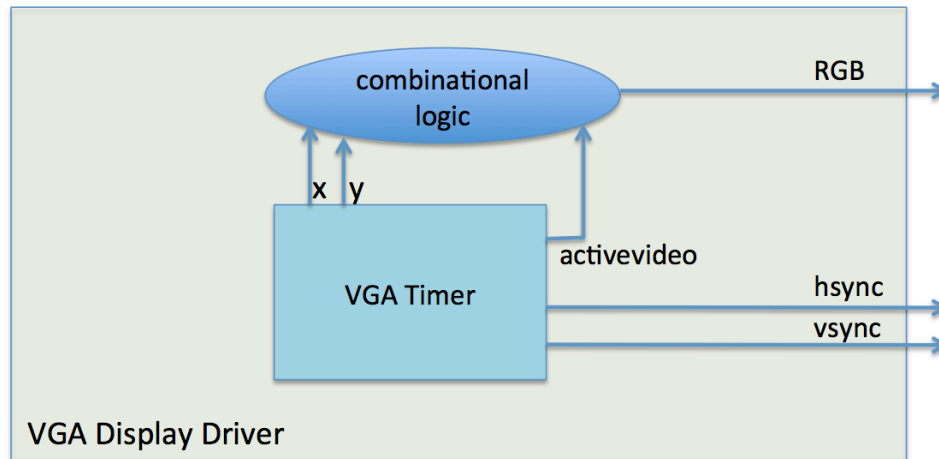 combinational
logic
RGB
x
y
activevideo
VGA Timer
hsync
vsync
VGA Display Driver